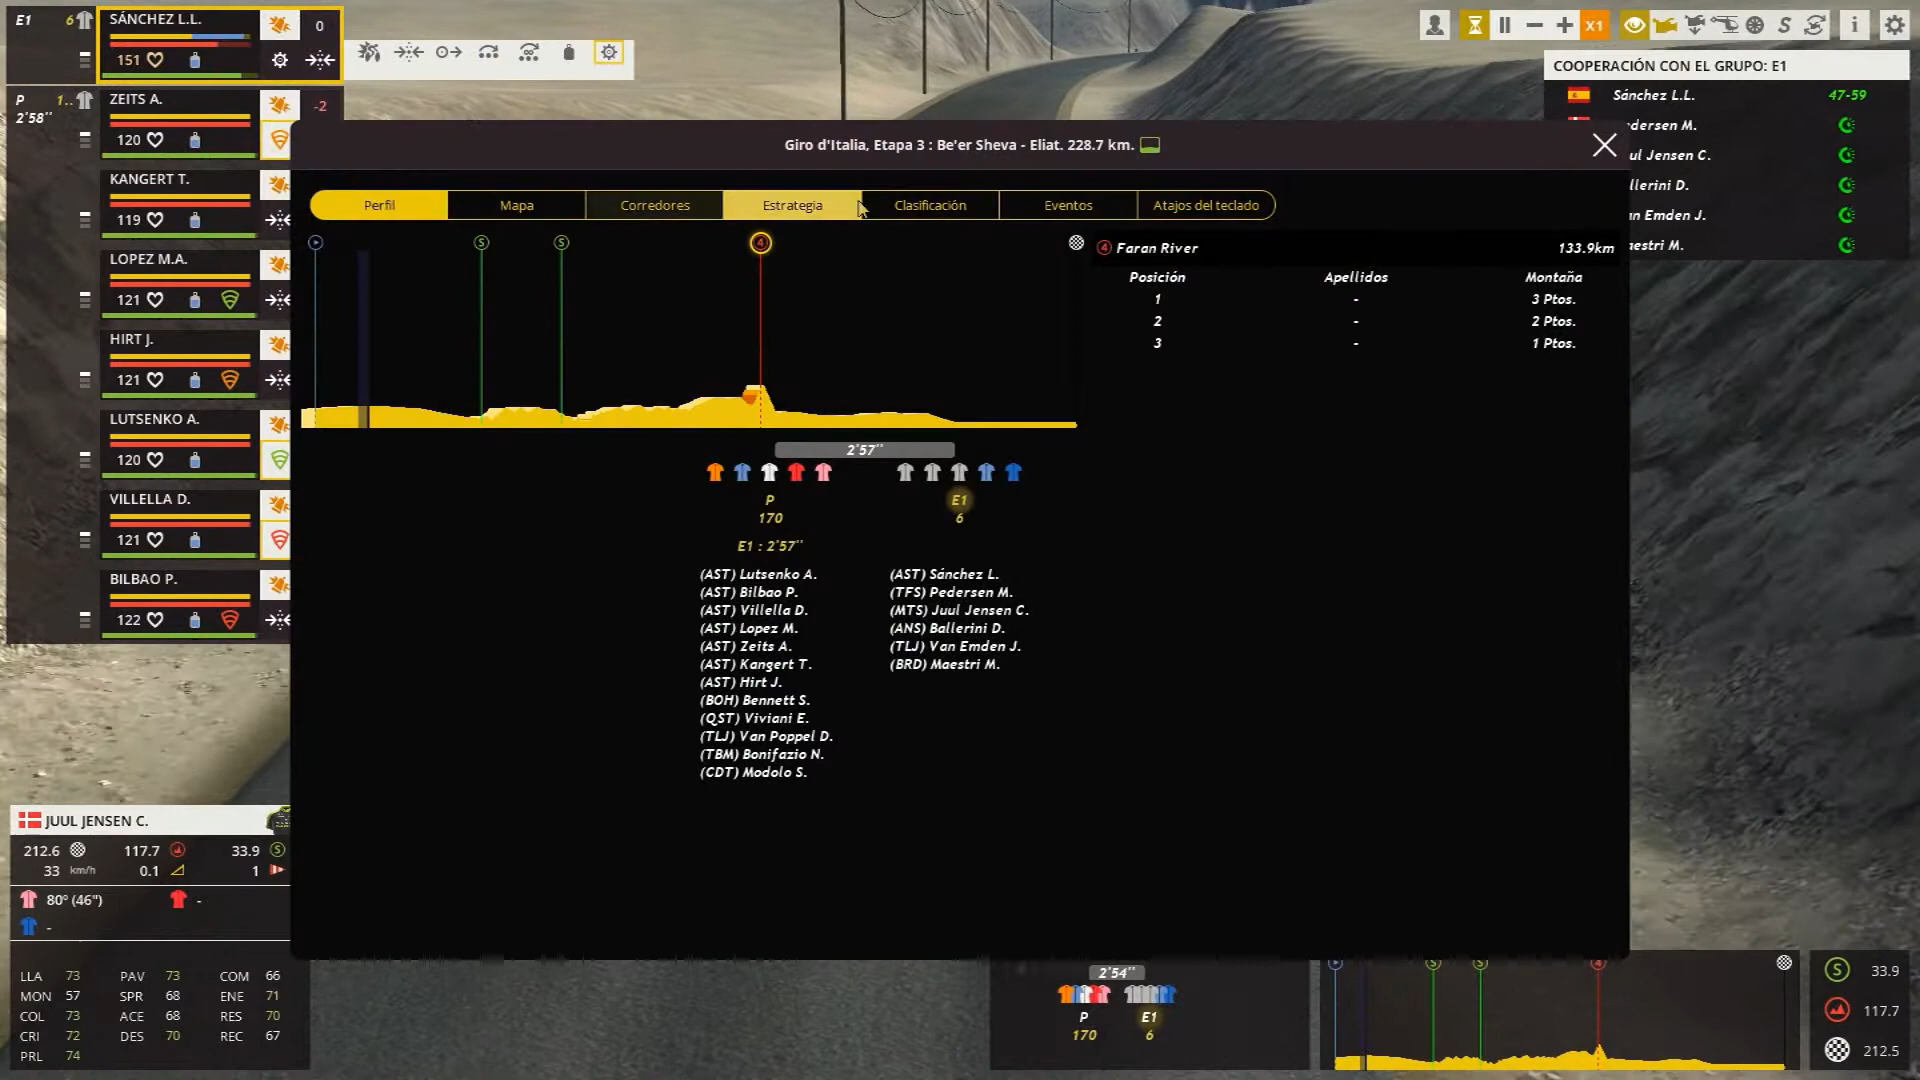 E1 6
SÁNCHEZ L.L.
0
151
P 1..
2'58''
ZEITS A.
-2
120
KANGERT T.
119
LOPEZ M.A.
121
HIRT J.
121
LUTSENKO A.
120
VILLELLA D.
121
BILBAO P.
122
X1
S
i
COOPERACIÓN CON EL GRUPO: E1
Sánchez L.L. 47-59
dersen M.
ul Jensen C.
llerini D.
n Emden J.
estri M.
Giro d'Italia, Etapa 3 : Be'er Sheva - Eliat. 228.7 km.
Perfil
Mapa
Corredores
Estrategia
Clasificación
Eventos
Atajos del teclado
S
S
4
4 Faran River 133.9km
Posición Apellidos Montaña
1 - 3 Ptos.
2 - 2 Ptos.
3 - 1 Ptos.
2'57''
P
170
E1 : 2'57''
E1
6
(AST) Lutsenko A.
(AST) Bilbao P.
(AST) Villella D.
(AST) Lopez M.
(AST) Zeits A.
(AST) Kangert T.
(AST) Hirt J.
(BOH) Bennett S.
(QST) Viviani E.
(TLJ) Van Poppel D.
(TBM) Bonifazio N.
(CDT) Modolo S.
(AST) Sánchez L.
(TFS) Pedersen M.
(MTS) Juul Jensen C.
(ANS) Ballerini D.
(TLJ) Van Emden J.
(BRD) Maestri M.
JUUL JENSEN C.
212.6 117.7 33.9 S
33 km/h 0.1 1
80º (46'') -
-
LLA 73 PAV 73 COM 66
MON 57 SPR 68 ENE 71
COL 73 ACE 68 RES 70
CRI 72 DES 70 REC 67
PRL 74
2'54''
P
170
E1
6
S
S
4
S 33.9
117.7
212.5